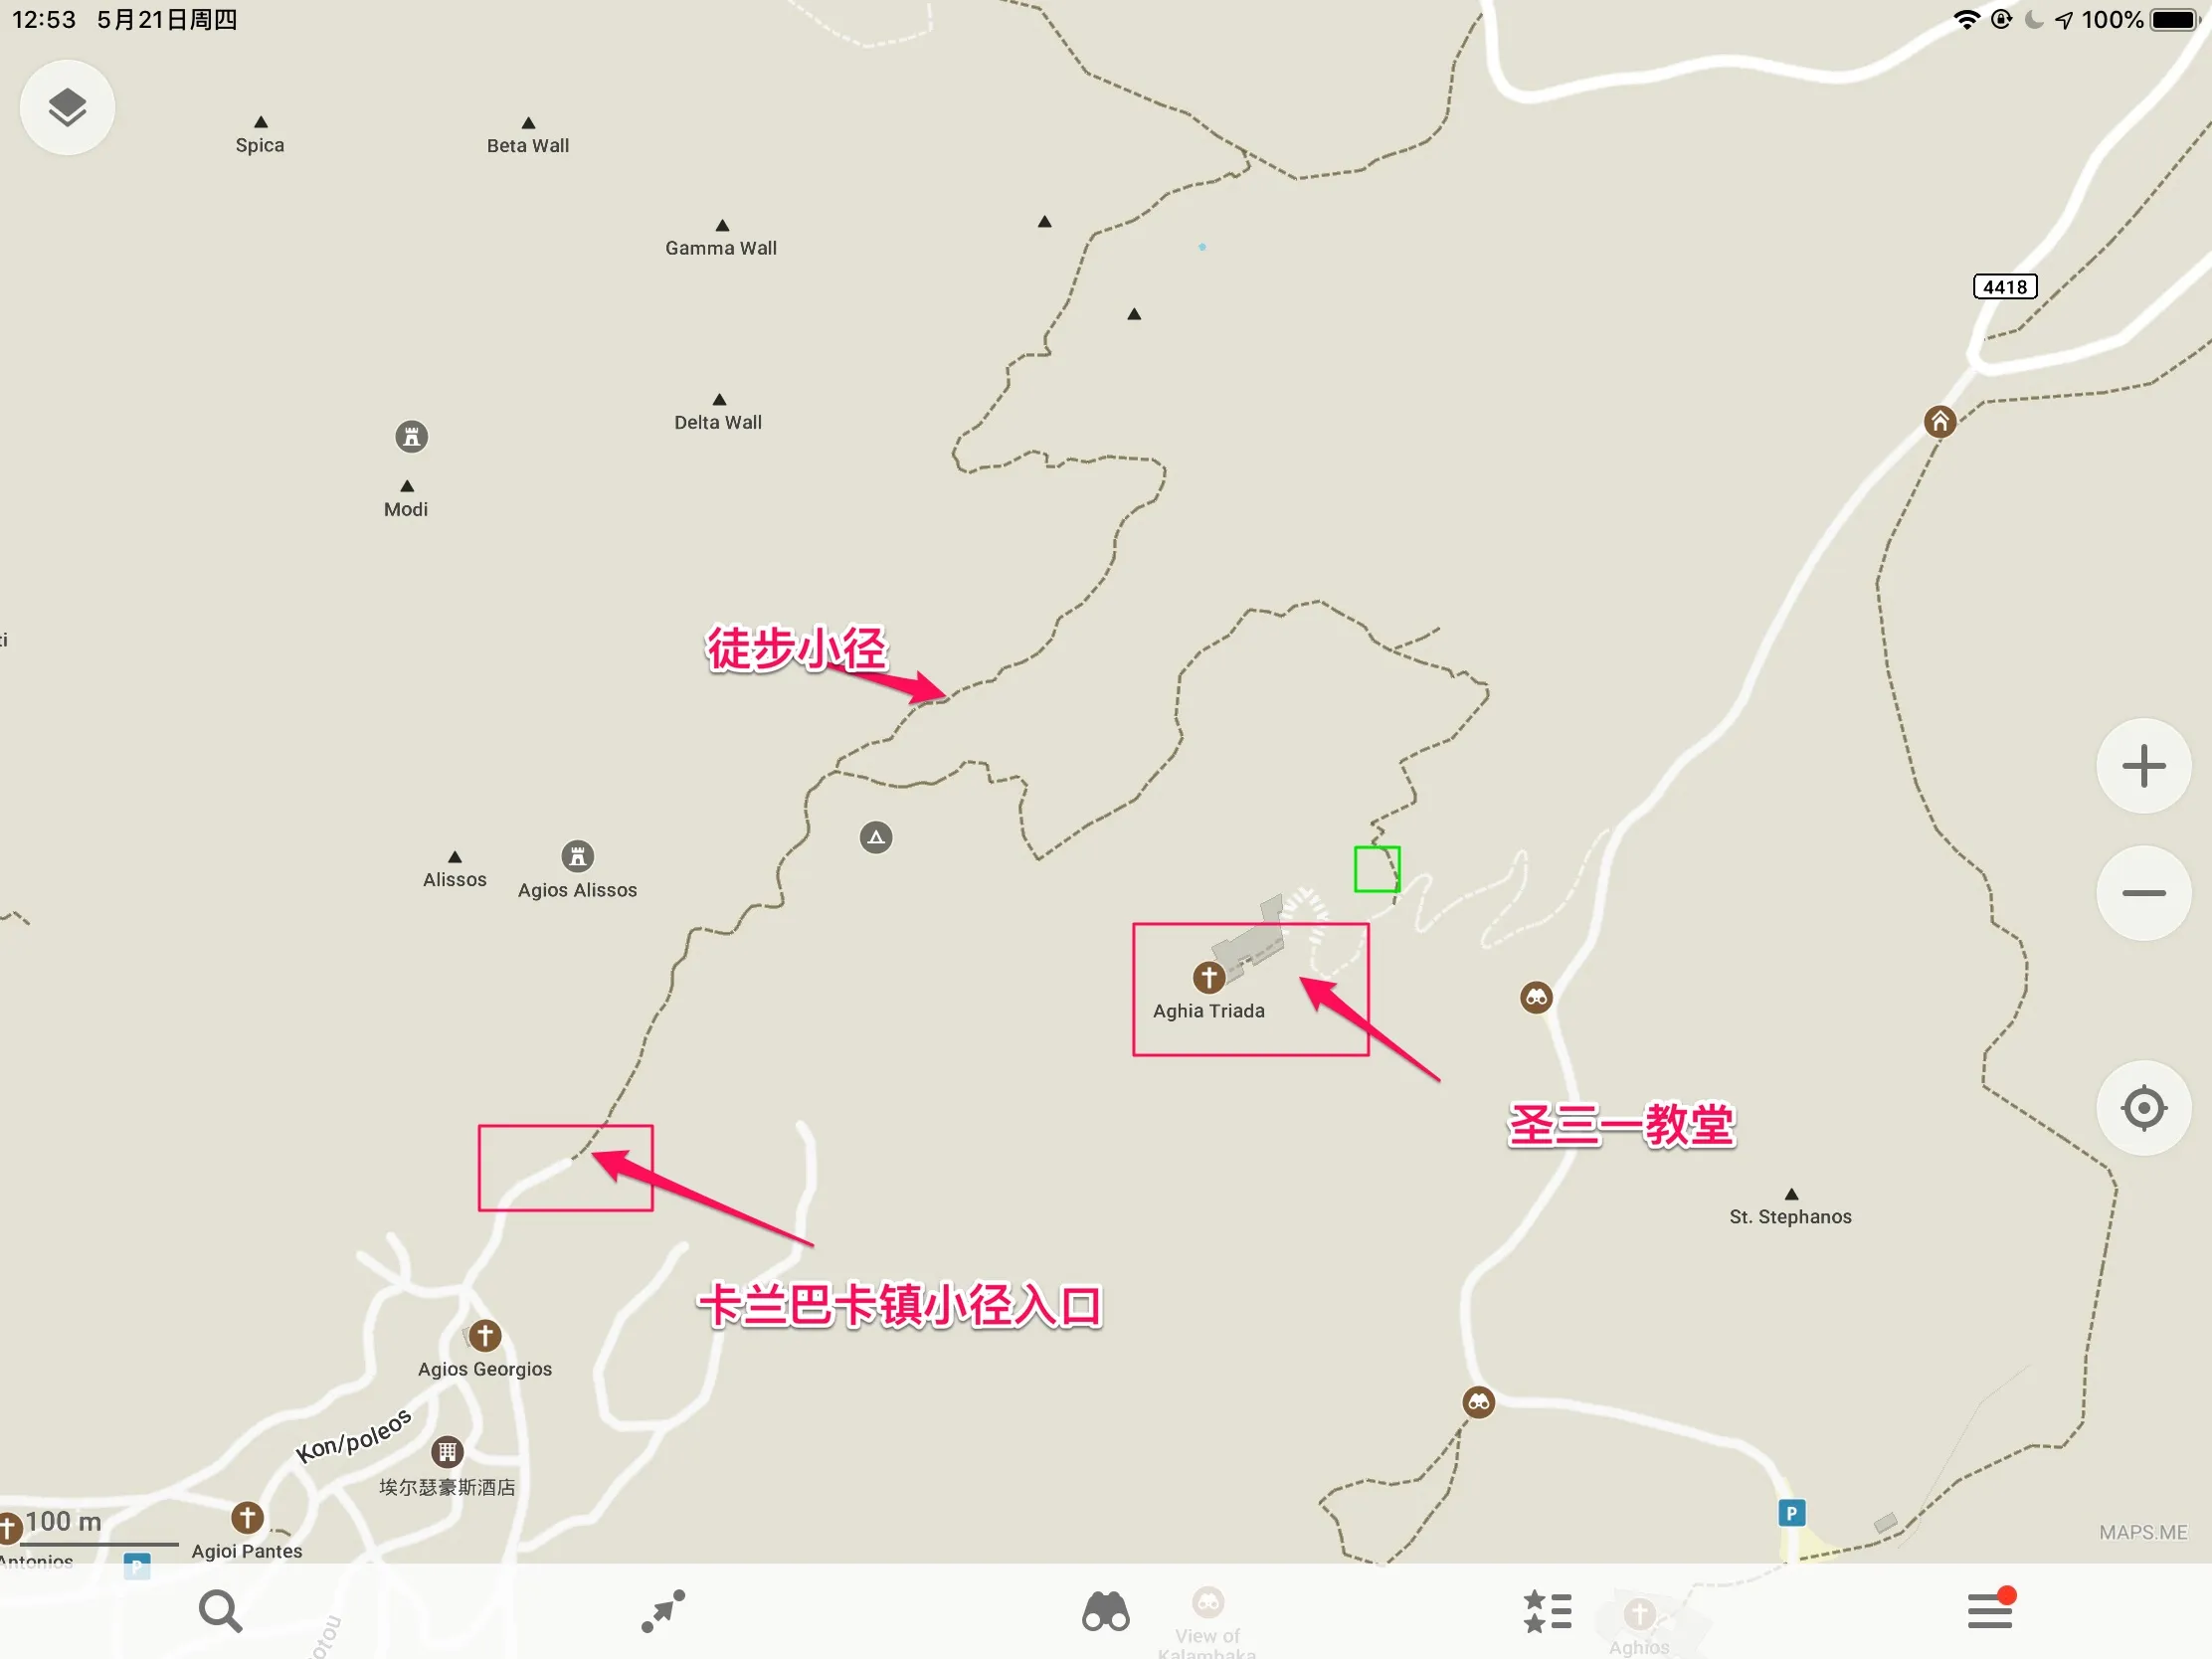 12:53 5月21日周四
100%
Spica
Beta Wall
Gamma Wall
4418
Delta Wall
Modi
徒步小径
Alissos
Agios Alissos
Aghia Triada
圣三一教堂
St. Stephanos
卡兰巴卡镇小径入口
Agios Georgios
Kon/poleos
埃尔瑟豪斯酒店
100 m
P
MAPS.ME
Agioi Pantes
Antonios
P
View of
Kalambaka
Aghios
otou